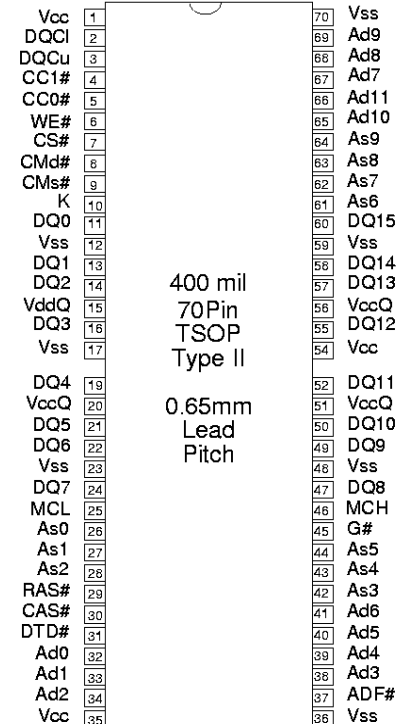 Vcc 1 70 Vss
DQCl 2 69 Ad9
DQCu 3 68 Ad8
CC1# 4 67 Ad7
CC0# 5 66 Ad11
WE# 6 65 Ad10
CS# 7 64 As9
CMd# 8 63 As8
CMs# 9 62 As7
K 10 61 As6
DQ0 11 60 DQ15
Vss 12 59 Vss
DQ1 13 58 DQ14
DQ2 14 57 DQ13
VddQ 15 56 VccQ
DQ3 16 55 DQ12
Vss 17 54 Vcc
400 mil
70Pin
TSOP
Type II
0.65mm
Lead
Pitch
DQ4 19 52 DQ11
VccQ 20 51 VccQ
DQ5 21 50 DQ10
DQ6 22 49 DQ9
Vss 23 48 Vss
DQ7 24 47 DQ8
MCL 25 46 MCH
As0 26 45 G#
As1 27 44 As5
As2 28 43 As4
RAS# 29 42 As3
CAS# 30 41 Ad6
DTD# 31 40 Ad5
Ad0 32 39 Ad4
Ad1 33 38 Ad3
Ad2 34 37 ADF#
Vcc 35 36 Vss